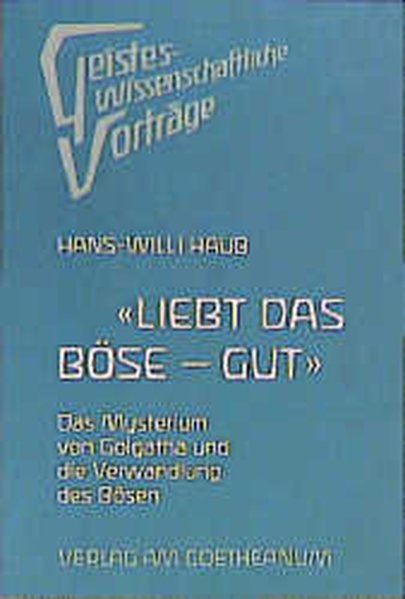 Geistes-
Wissenschaftliche
Vorträge
HANS-WILLI HAUB
«LIEBT DAS
BÖSE – GUT»
Das Mysterium
von Golgatha und
die Verwandlung
des Bösen
VERLAG AM GOETHEANUM